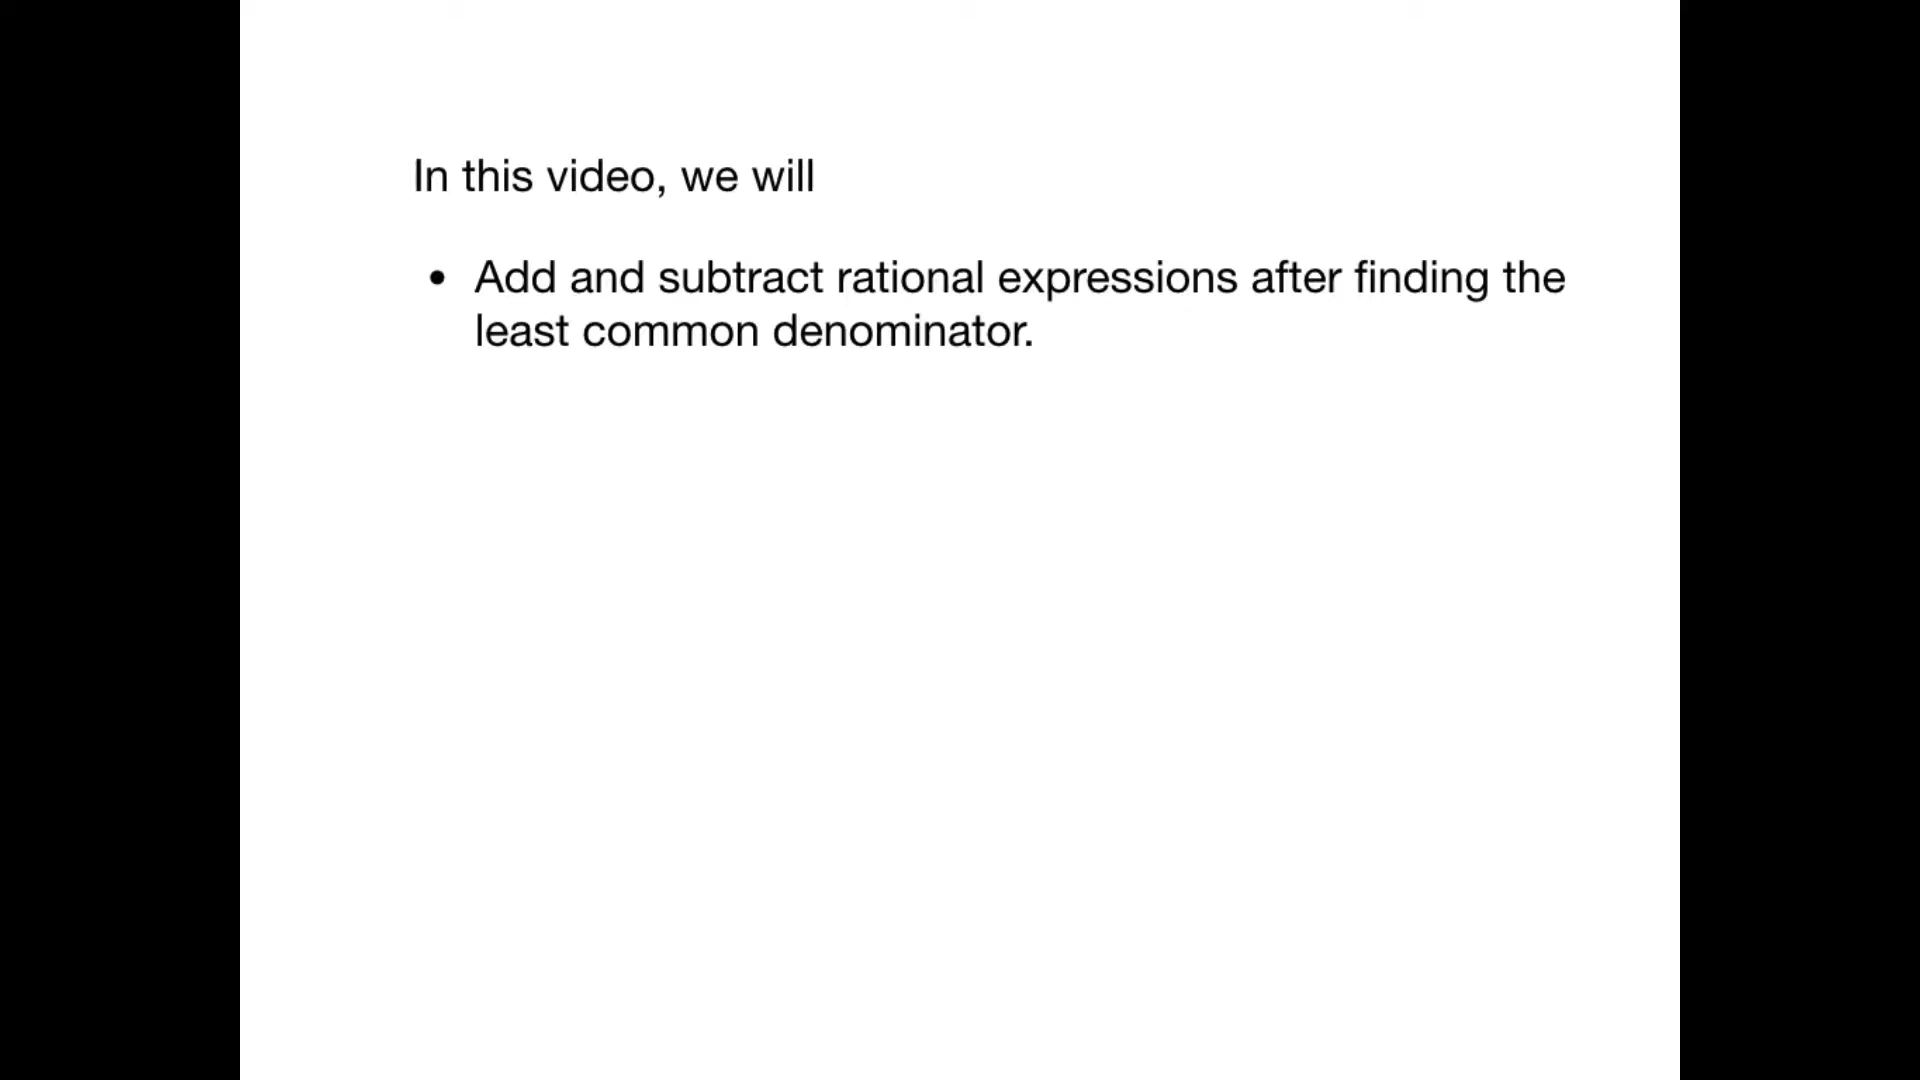 In this video, we will
• Add and subtract rational expressions after finding the
least common denominator.